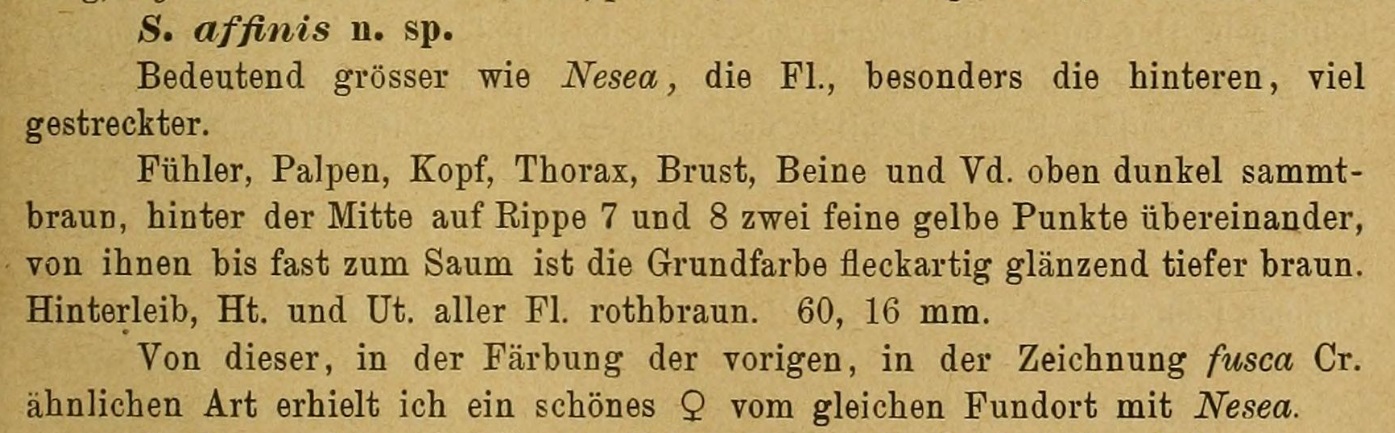 S. affinis n. sp.
Bedeutend grösser wie Nesea, die Fl., besonders die hinteren, viel
gestreckter.
Fühler, Palpen, Kopf, Thorax, Brust, Beine und Vd. oben dunkel sammt-
braun, hinter der Mitte auf Rippe 7 und 8 zwei feine gelbe Punkte übereinander,
von ihnen bis fast zum Saum ist die Grundfarbe fleckartig glänzend tiefer braun.
Hinterleib, Ht. und Ut. aller Fl. rothbraun. 60, 16 mm.
Von dieser, in der Färbung der vorigen, in der Zeichnung fusca Cr.
ähnlichen Art erhielt ich ein schönes ♀ vom gleichen Fundort mit Nesea.